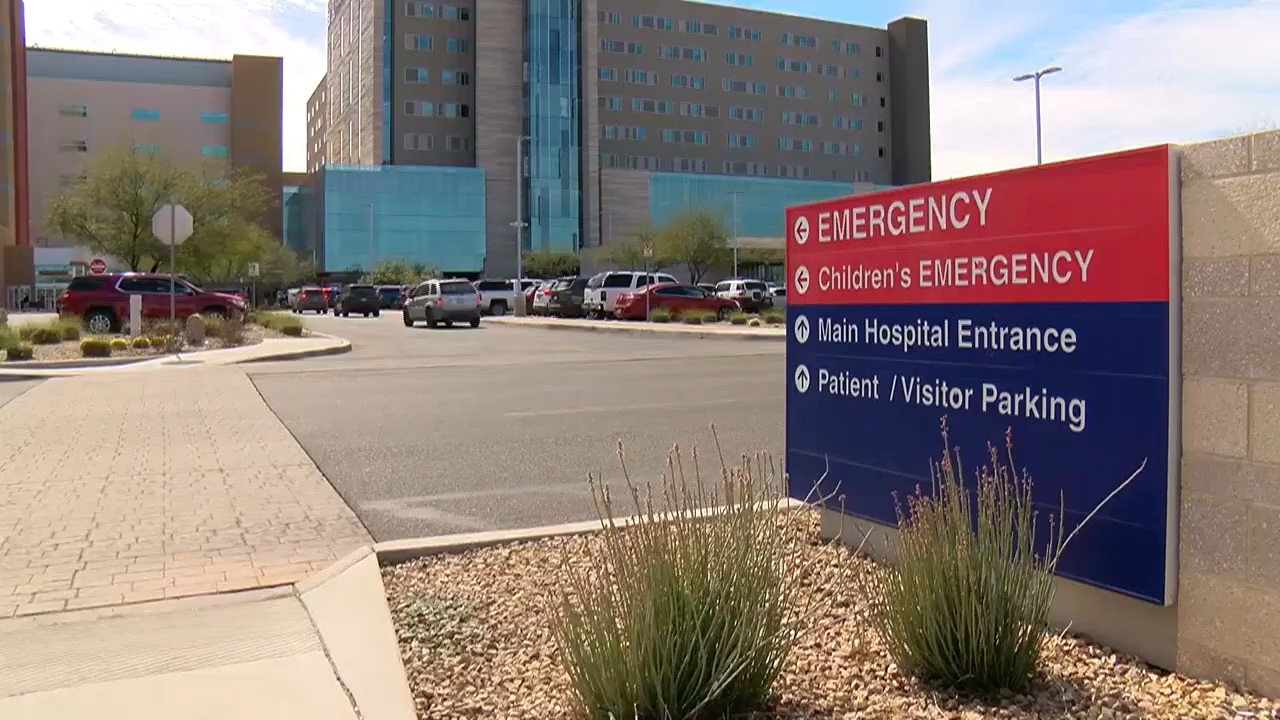 EMERGENCY
Children's EMERGENCY
Main Hospital Entrance
Patient / Visitor Parking